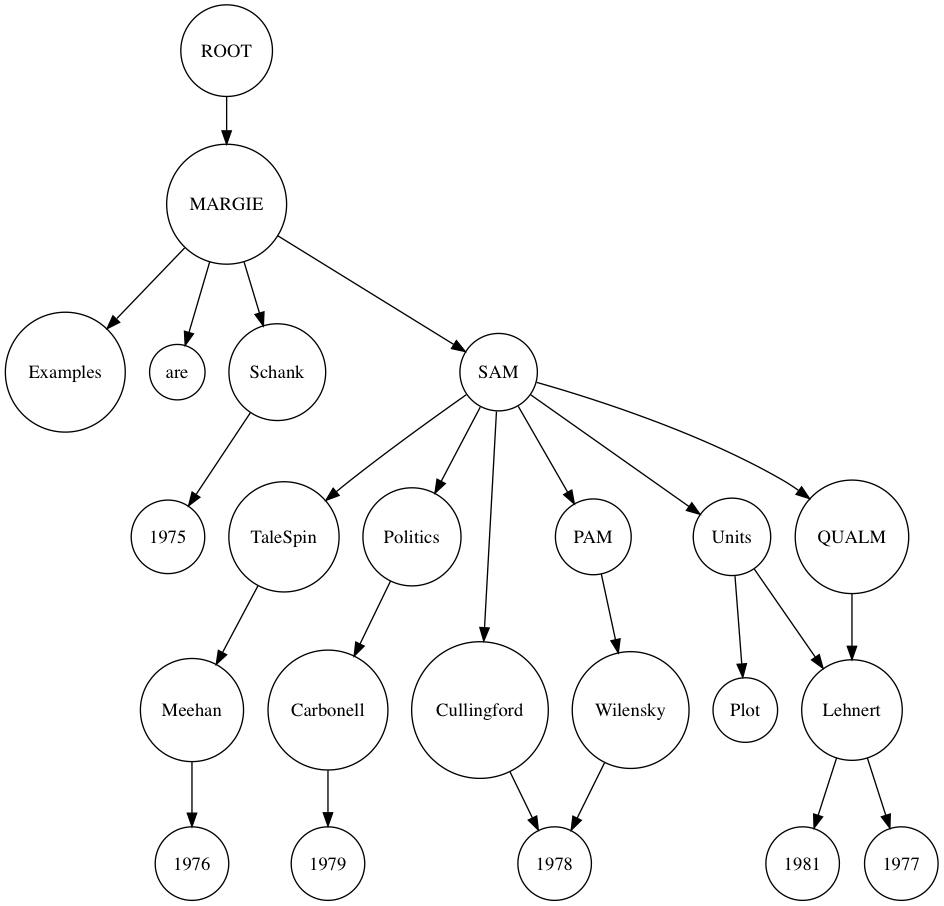 ROOT
MARGIE
Examples
are
Schank
SAM
1975
TaleSpin
Politics
PAM
Units
QUALM
Meehan
Carbonell
Cullingford
Wilensky
Plot
Lehnert
1976
1979
1978
1981
1977